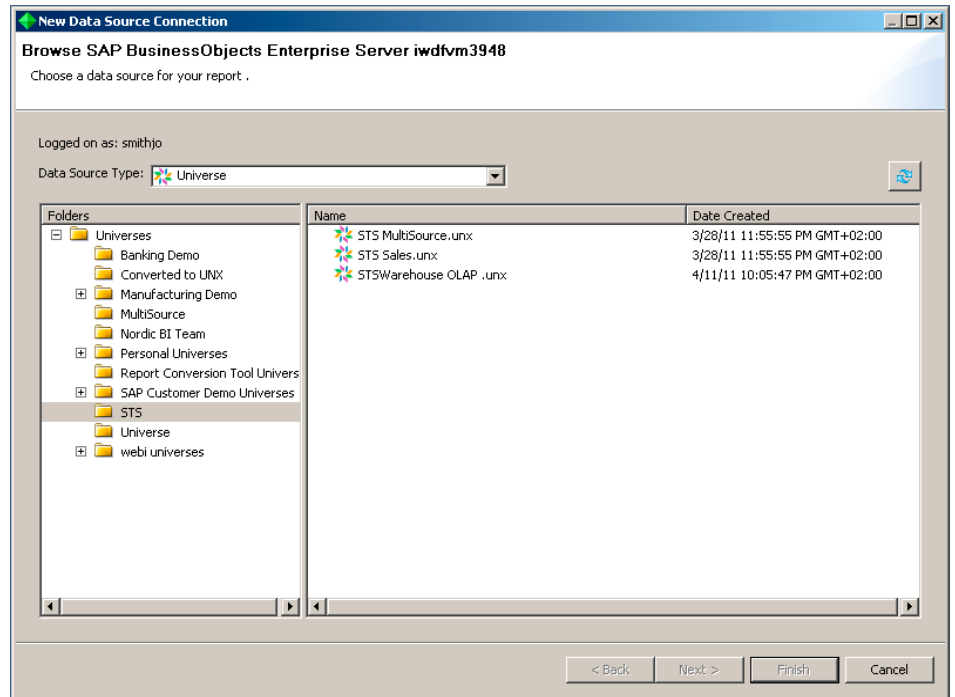 New Data Source Connection
Browse SAP BusinessObjects Enterprise Server iwdfvm3948
Choose a data source for your report .
Logged on as: smithjo
Data Source Type: Universe
Folders
Universes
Banking Demo
Converted to UNX
Manufacturing Demo
MultiSource
Nordic BI Team
Personal Universes
Report Conversion Tool Univers
SAP Customer Demo Universes
STS
Universe
webi universes
Name Date Created
STS MultiSource.unx 3/28/11 11:55:55 PM GMT+02:00
STS Sales.unx 3/28/11 11:55:55 PM GMT+02:00
STSWarehouse OLAP .unx 4/11/11 10:05:47 PM GMT+02:00
< Back Next > Finish Cancel